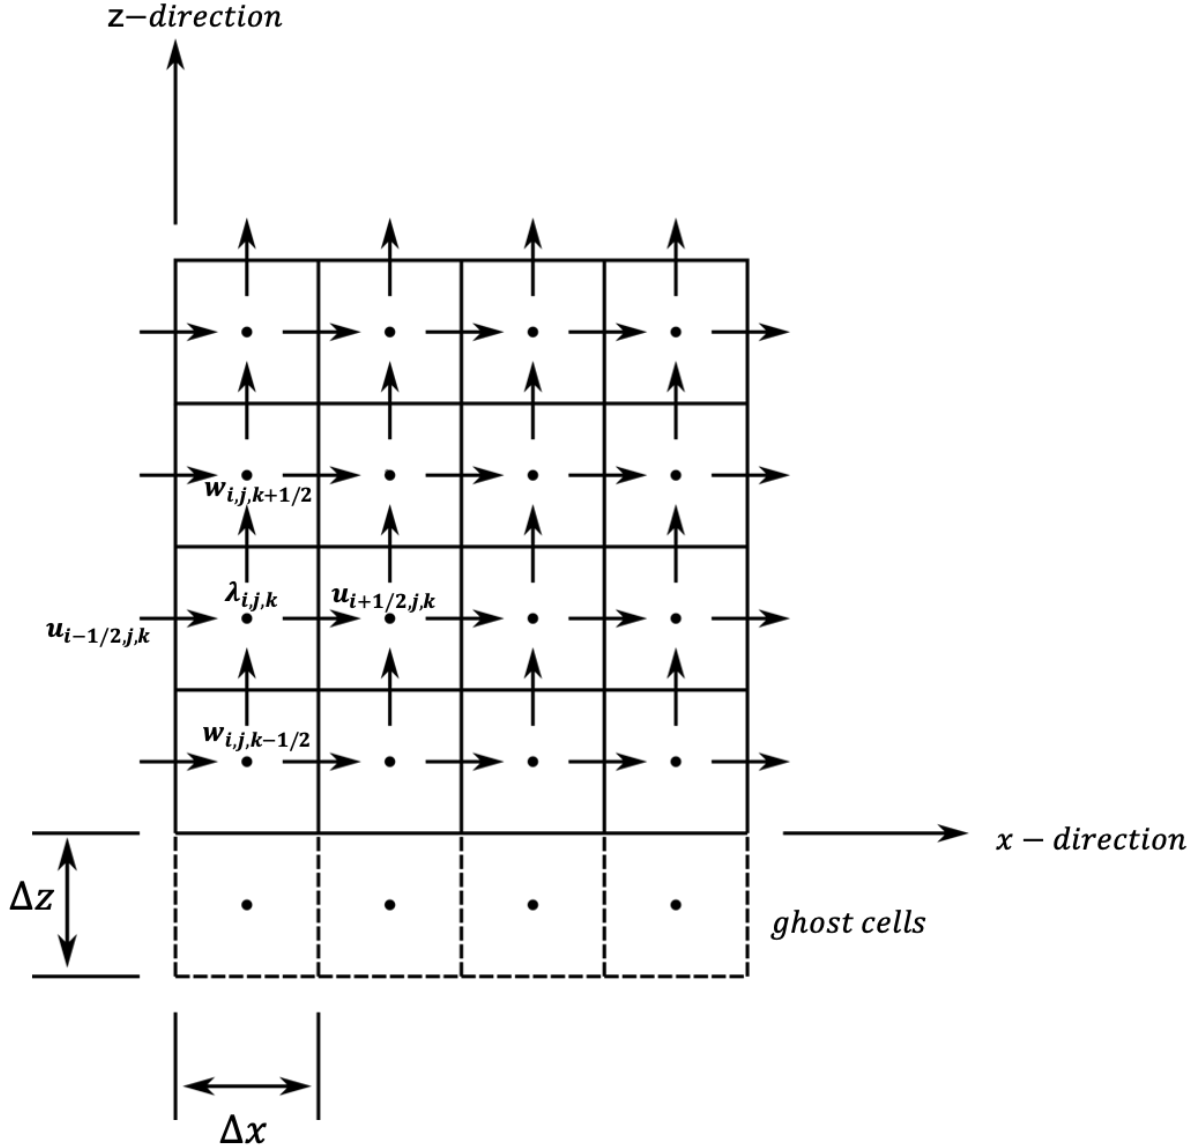 z−direction
w_{i,j,k+1/2}
λ_{i,j,k}
u_{i+1/2,j,k}
u_{i−1/2,j,k}
w_{i,j,k−1/2}
x − direction
Δz
ghost cells
Δx